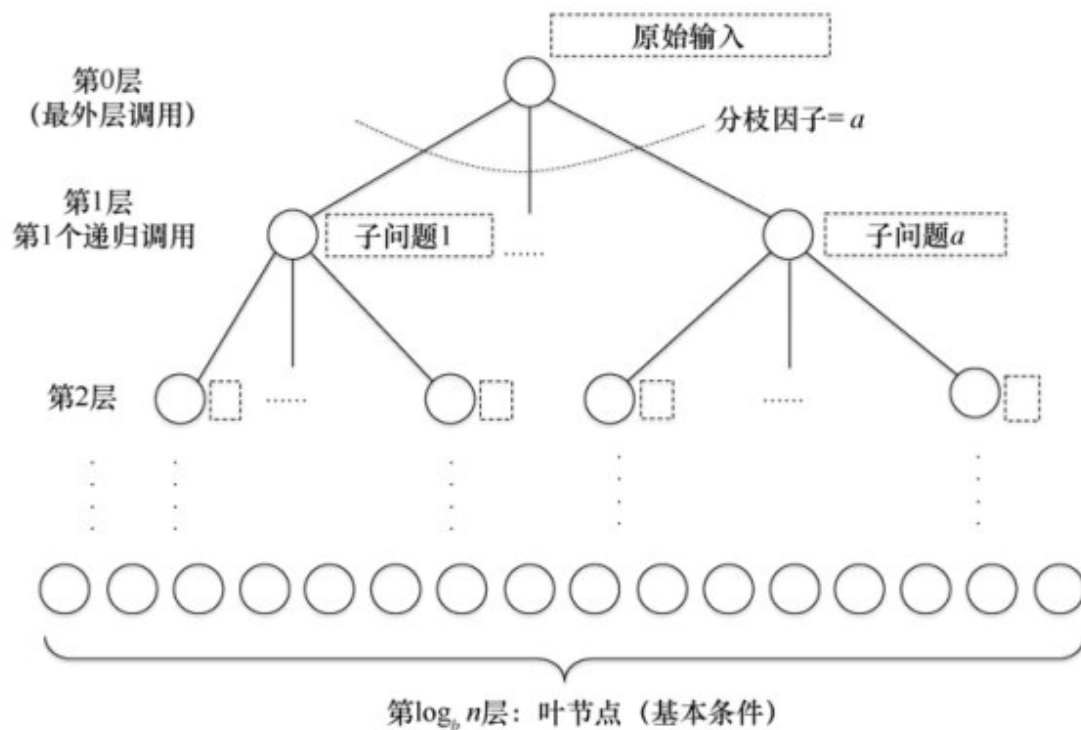 原始输入
第0层
（最外层调用）
分枝因子= a
第1层
第1个递归调用
子问题1
……
子问题a
第2层
……
……
第log_b n层：叶节点（基本条件）